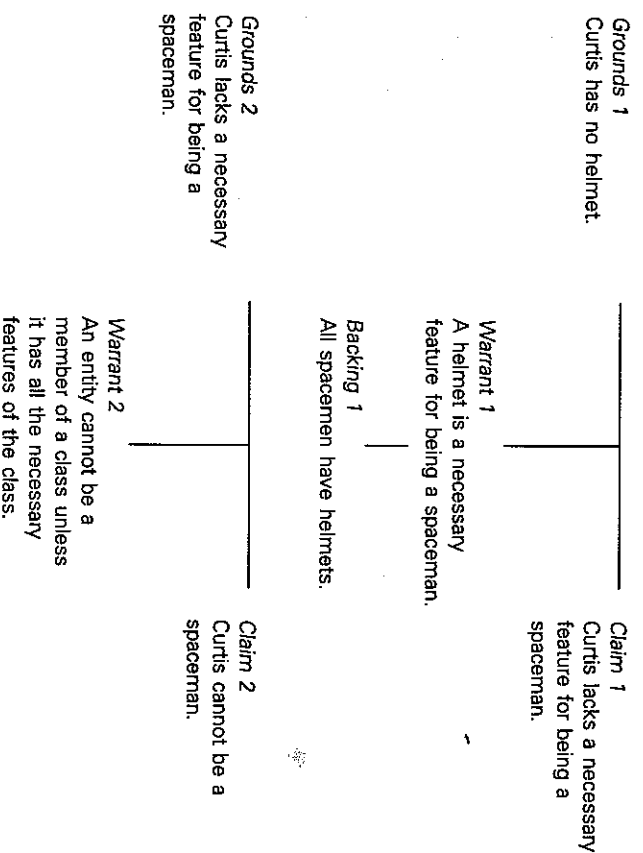 Grounds 1
Curtis has no helmet.
Claim 1
Curtis lacks a necessary
feature for being a
spaceman.
Warrant 1
A helmet is a necessary
feature for being a spaceman.
Backing 1
All spacemen have helmets.
Grounds 2
Curtis lacks a necessary
feature for being a
spaceman.
Claim 2
Curtis cannot be a
spaceman.
Warrant 2
An entity cannot be a
member of a class unless
it has all the necessary
features of the class.